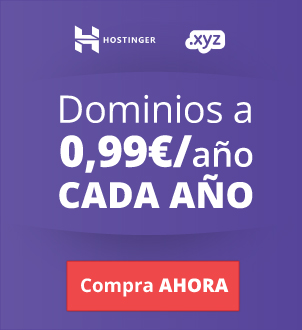 HOSTINGER .xyz
Dominios a
0,99€/año
CADA AÑO
Compra AHORA